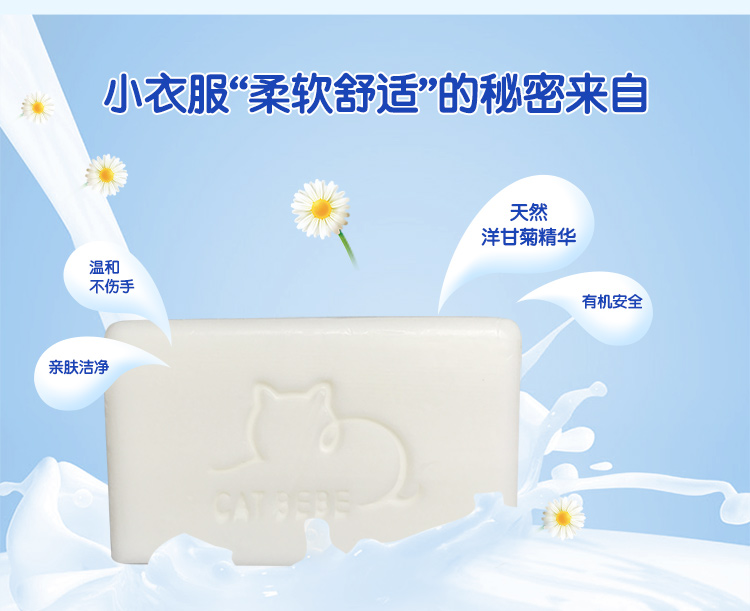 小衣服“柔软舒适”的秘密来自
天然
洋甘菊精华
温和
不伤手
有机安全
亲肤洁净
CAT BEBE